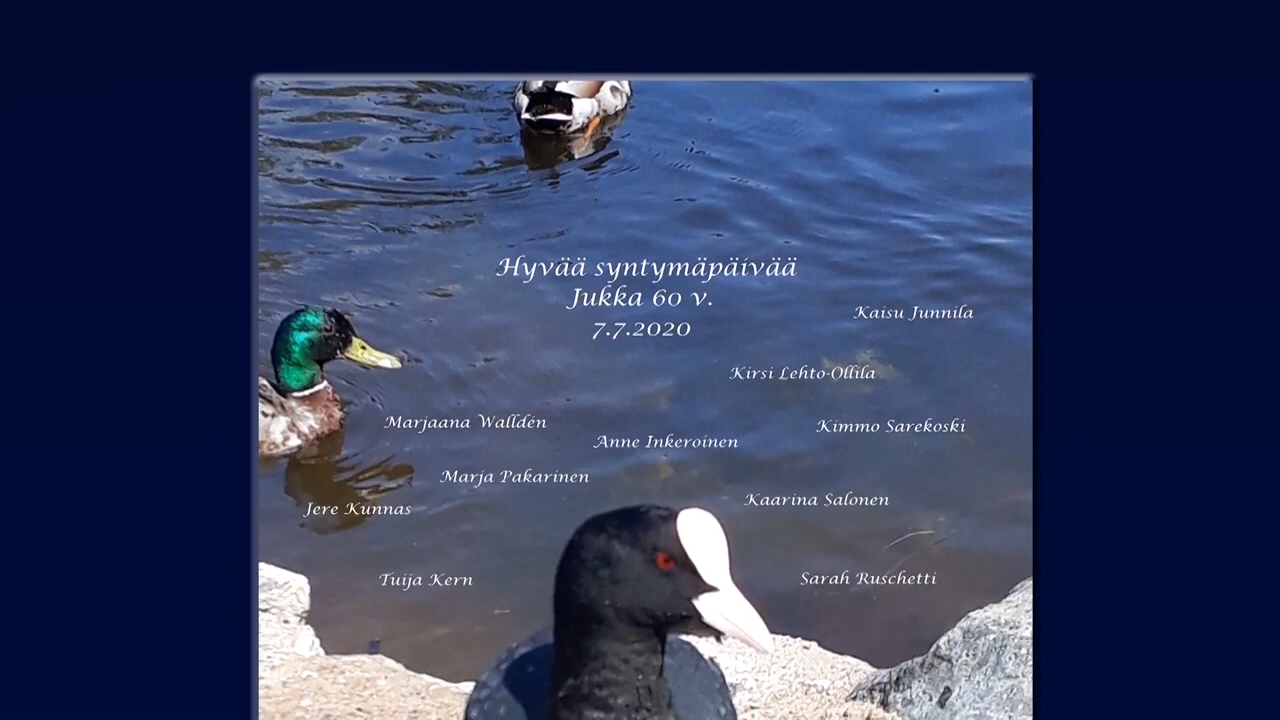 Hyvää syntymäpäivää
Jukka 60 v.
7.7.2020
Kaisu Junnila
Kirsi Lehto-Ollila
Marjaana Walldén
Kimmo Sarekoski
Anne Inkeroinen
Marja Pakarinen
Kaarina Salonen
Jere Kunnas
Tuija Kern
Sarah Ruschetti